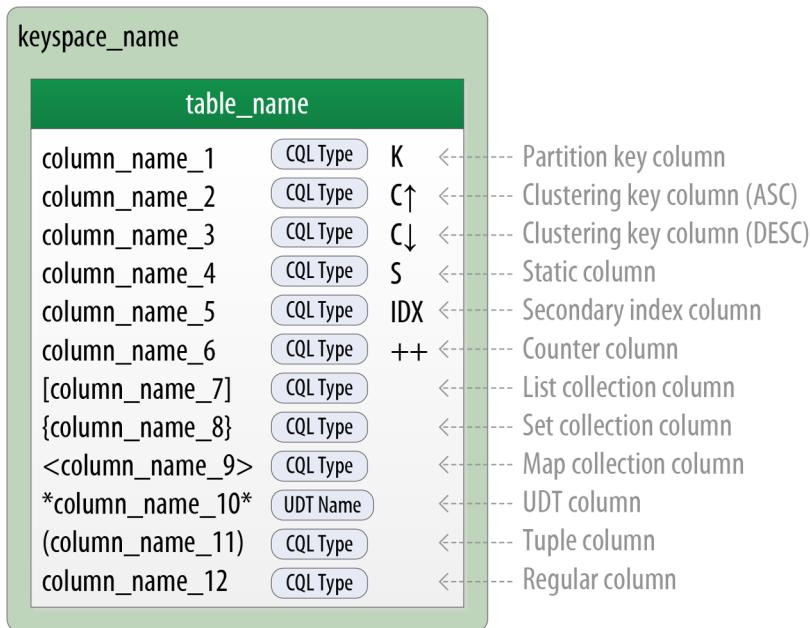 keyspace_name
table_name
column_name_1 CQL Type K Partition key column
column_name_2 CQL Type C↑ Clustering key column (ASC)
column_name_3 CQL Type C↓ Clustering key column (DESC)
column_name_4 CQL Type S Static column
column_name_5 CQL Type IDX Secondary index column
column_name_6 CQL Type ++ Counter column
[column_name_7] CQL Type List collection column
{column_name_8} CQL Type Set collection column
<column_name_9> CQL Type Map collection column
*column_name_10* UDT Name UDT column
(column_name_11) CQL Type Tuple column
column_name_12 CQL Type Regular column